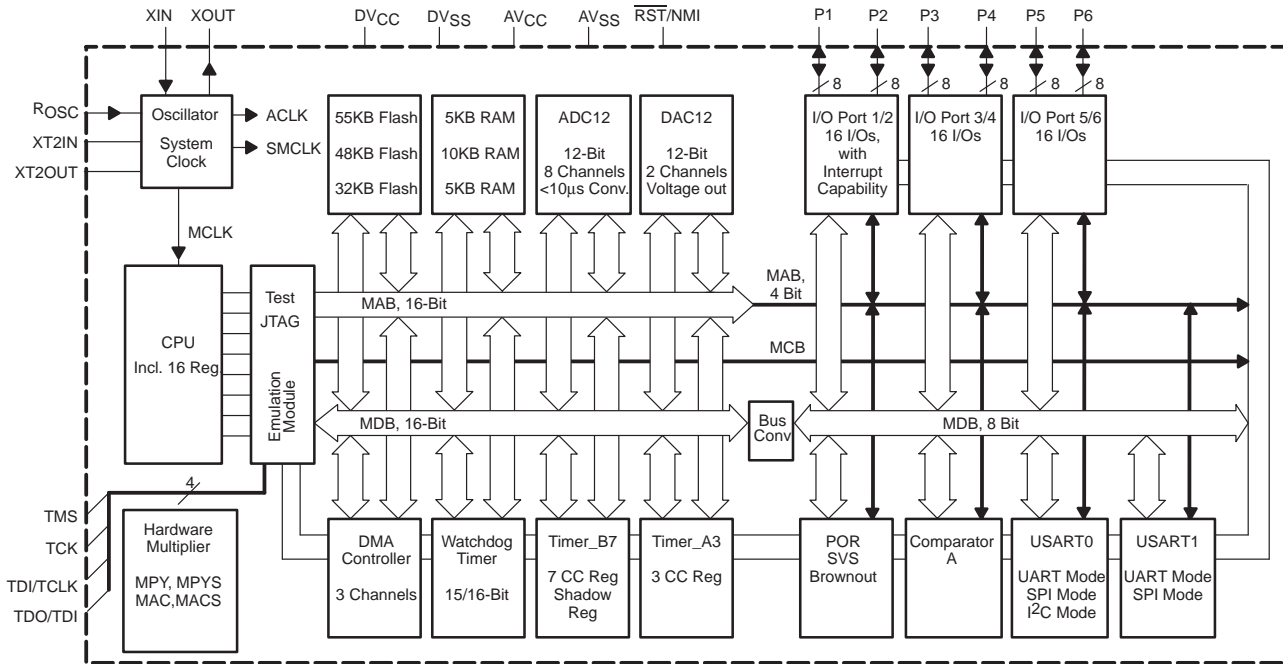 XIN
XOUT
DVCC
DVSS
AVCC
AVSS
RST/NMI
P1
P2
P3
P4
P5
P6
8
8
8
8
8
8
ROSC
XT2IN
XT2OUT
Oscillator
System
Clock
ACLK
SMCLK
55KB Flash
48KB Flash
32KB Flash
5KB RAM
10KB RAM
5KB RAM
ADC12
12-Bit
8 Channels
<10µs Conv.
DAC12
12-Bit
2 Channels
Voltage out
I/O Port 1/2
16 I/Os,
with
Interrupt
Capability
I/O Port 3/4
16 I/Os
I/O Port 5/6
16 I/Os
MCLK
CPU
Incl. 16 Reg.
Test
JTAG
Emulation
Module
MAB, 16-Bit
MAB,
4 Bit
MCB
MDB, 16-Bit
Bus
Conv
MDB, 8 Bit
4
TMS
TCK
TDI/TCLK
TDO/TDI
Hardware
Multiplier
MPY, MPYS
MAC,MACS
DMA
Controller
3 Channels
Watchdog
Timer
15/16-Bit
Timer_B7
7 CC Reg
Shadow
Reg
Timer_A3
3 CC Reg
POR
SVS
Brownout
Comparator
A
USART0
UART Mode
SPI Mode
I²C Mode
USART1
UART Mode
SPI Mode